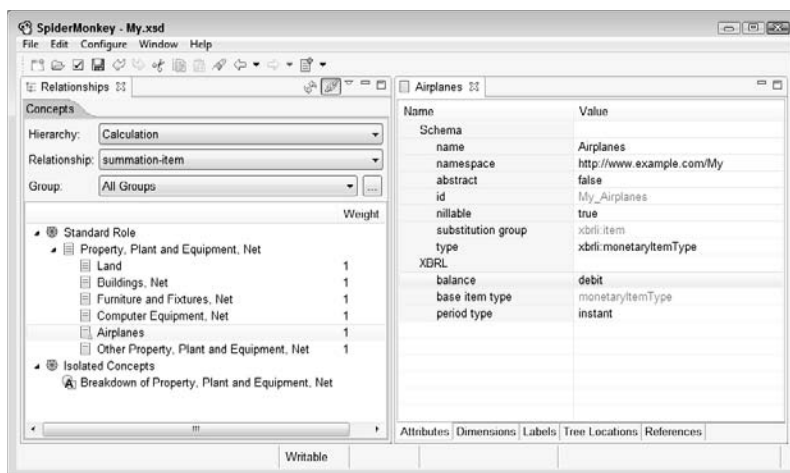 SpiderMonkey - My.xsd
File Edit Configure Window Help
Relationships
Concepts
Hierarchy: Calculation
Relationship: summation-item
Group: All Groups ...
Weight
Standard Role
Property, Plant and Equipment, Net
Land 1
Buildings, Net 1
Furniture and Fixtures, Net 1
Computer Equipment, Net 1
Airplanes 1
Other Property, Plant and Equipment, Net 1
Isolated Concepts
A Breakdown of Property, Plant and Equipment, Net
Airplanes
Name Value
Schema
name Airplanes
namespace http://www.example.com/My
abstract false
id My_Airplanes
nillable true
substitution group xbrli:item
type xbrli:monetaryItemType
XBRL
balance debit
base item type monetaryItemType
period type instant
Attributes Dimensions Labels Tree Locations References
Writable